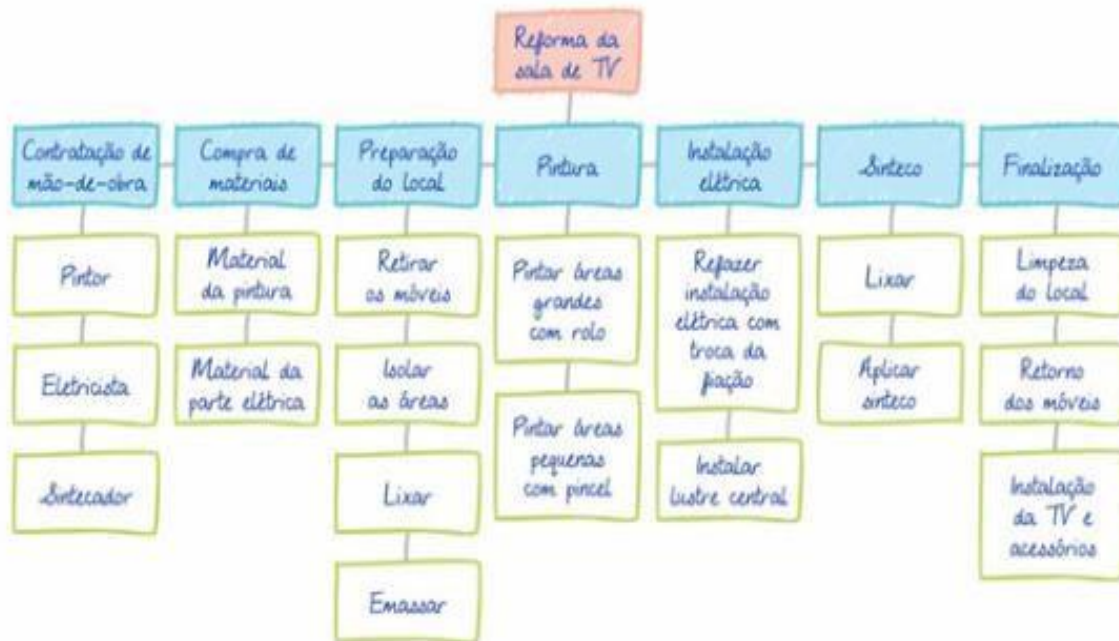 Reforma da
sala de TV
Contratação de
mão-de-obra
Compra de
materiais
Preparação
do local
Pintura
Instalação
elétrica
Sinteco
Finalização
Pintor
Eletricista
Sintecador
Material
da pintura
Material da
parte elétrica
Retirar
os móveis
Isolar
as áreas
Lixar
Emassar
Pintar áreas
grandes
com rolo
Pintar áreas
pequenas
com pincel
Refazer
instalação
elétrica com
troca da
fiação
Instalar
lustre central
Lixar
Aplicar
sinteco
Limpeza
do local
Retorno
dos móveis
Instalação
da TV e
acessórios